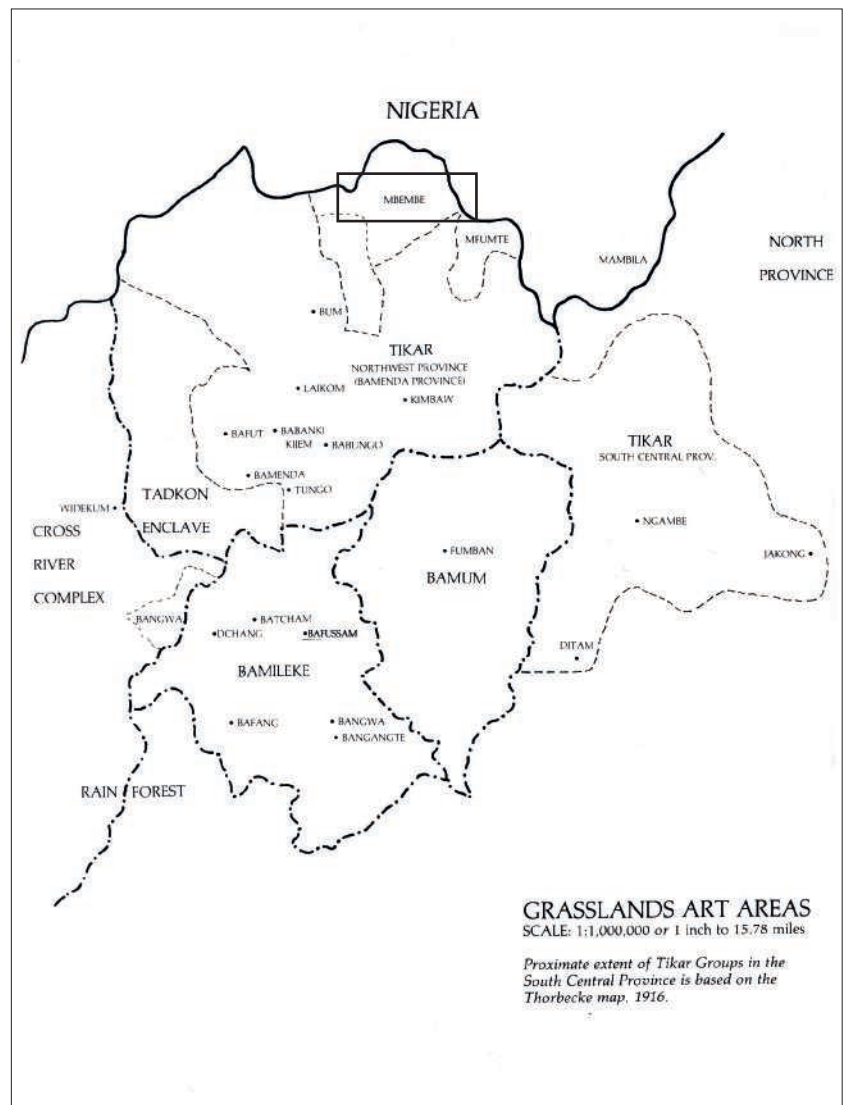 NIGERIA
MBEMBE
MFUMTE
MAMBILA
NORTH
PROVINCE
BUM
TIKAR
NORTHWEST PROVINCE
(BAMENDA PROVINCE)
LAIKOM
KIMBAW
BAFUT
BABANKI
KIJEM
BABUNGO
TIKAR
SOUTH CENTRAL PROV.
BAMENDA
TUNGO
TADKON
ENCLAVE
WIDEKUM
CROSS
RIVER
COMPLEX
NGAMBE
JAKONG
FUMBAN
BAMUM
BANGWA
BATCHAM
DCHANG
BAFUSSAM
DITAM
BAMILEKE
BAFANG
BANGWA
BANGANGTE
RAIN FOREST
GRASSLANDS ART AREAS
SCALE: 1:1,000,000 or 1 inch to 15.78 miles
Proximate extent of Tikar Groups in the
South Central Province is based on the
Thorbecke map, 1916.